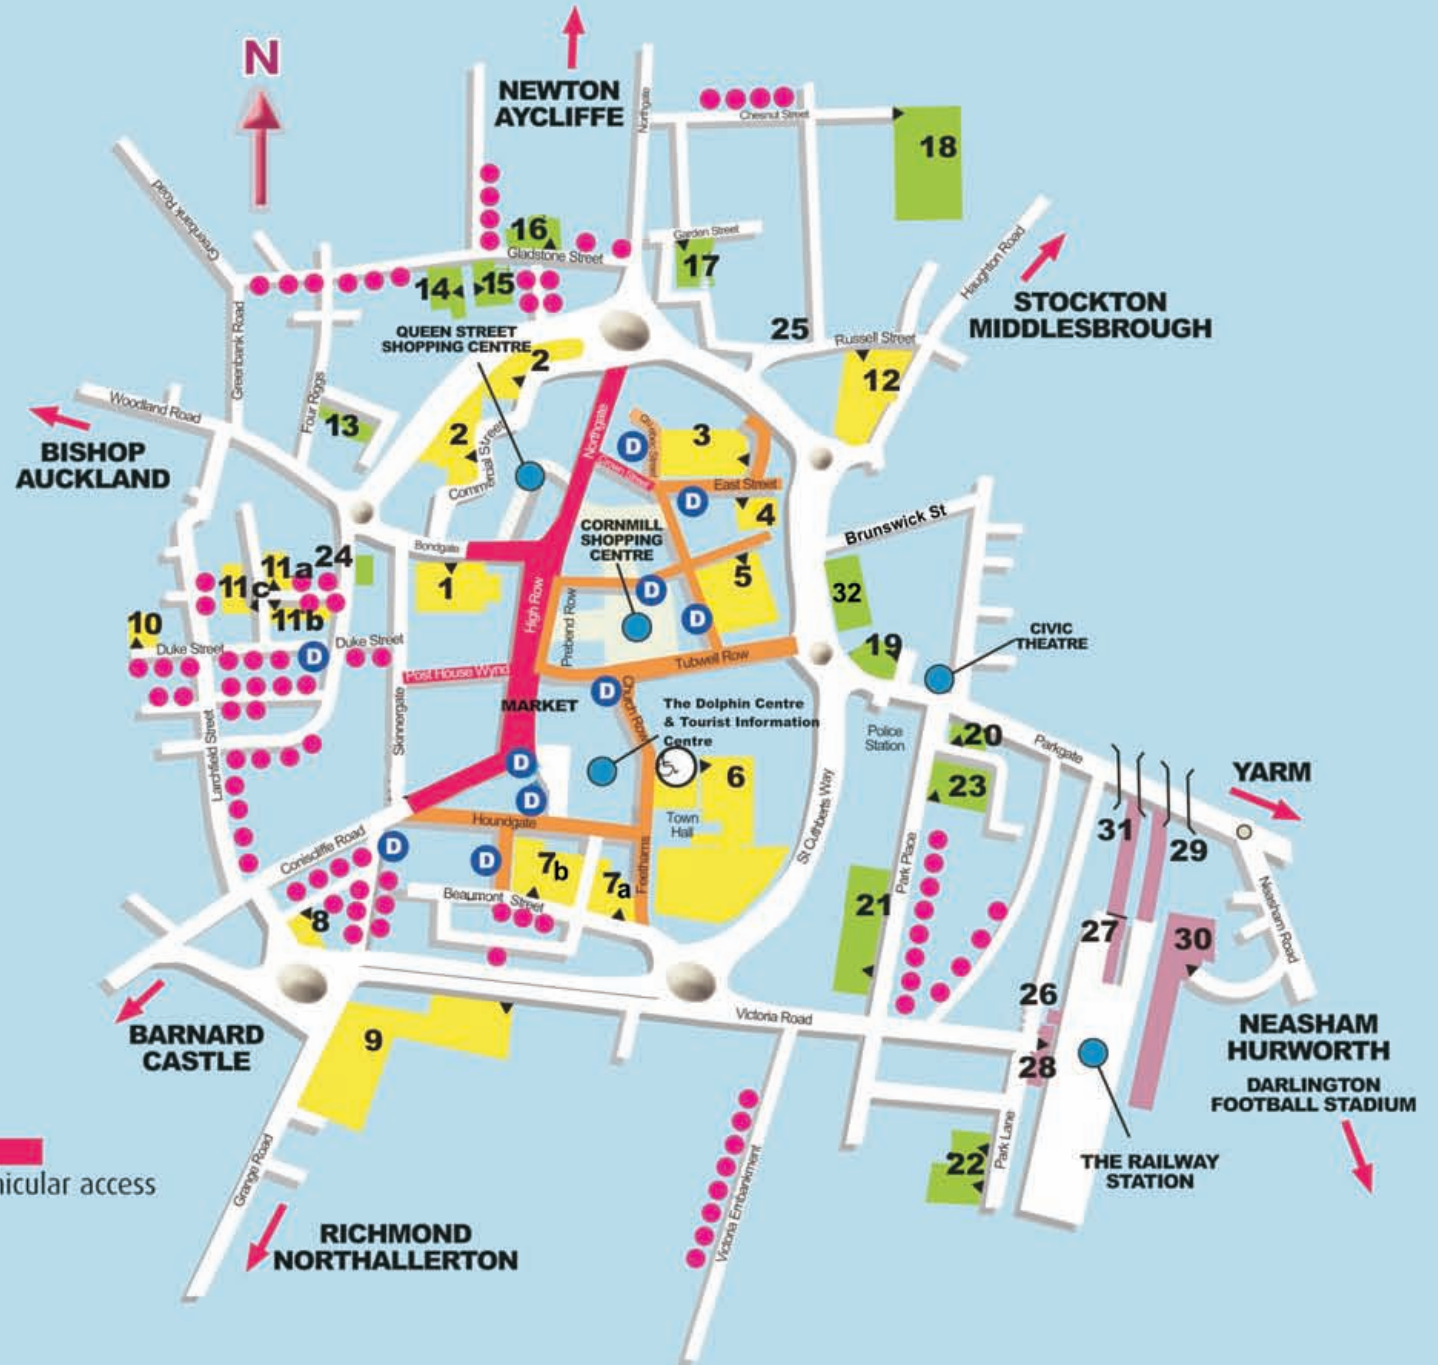 N
NEWTON
AYCLIFFE
Northgate
Chesnut Street
18
Greenbank Road
16
Gladstone Street
Garden Street
17
Haughton Road
14
15
STOCKTON
MIDDLESBROUGH
QUEEN STREET
SHOPPING CENTRE
2
25
Russell Street
12
Greenbank Road
Four Riggs
Woodland Road
13
BISHOP
AUCKLAND
2
Commercial Street
Northgate
D
3
Crown Street
East Street
D
4
CORNMILL
SHOPPING
CENTRE
Brunswick St
Bondgate
11a
24
11c
11b
1
High Row
Prebend Row
D
5
D
32
10
Duke Street
D
Duke Street
19
CIVIC
THEATRE
Tubwell Row
Post House Wynd
MARKET
D
Church Row
The Dolphin Centre
& Tourist Information
Centre
Police
Station
20
Parkgate
Skinnergate
Larchfield Street
D
D
6
Town
Hall
23
YARM
St Cuthberts Way
31
29
Houndgate
Coniscliffe Road
D
D
7b
7a
Feethams
Beaumont Street
8
Park Place
21
27
30
Neasham Road
26
Victoria Road
BARNARD
CASTLE
9
28
NEASHAM
HURWORTH
DARLINGTON
FOOTBALL STADIUM
Park Lane
22
THE RAILWAY
STATION
Grange Road
Victoria Embankment
nicular access
RICHMOND
NORTHALLERTON